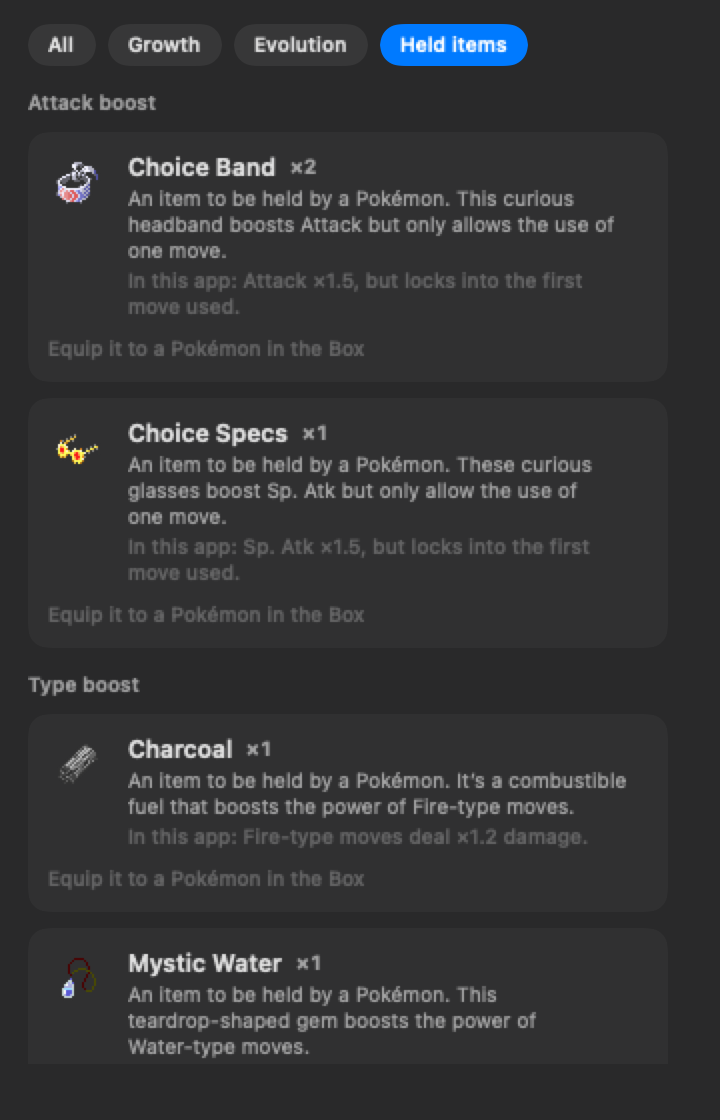 All Growth Evolution Held items
Attack boost
Choice Band ×2
An item to be held by a Pokémon. This curious
headband boosts Attack but only allows the use of
one move.
In this app: Attack ×1.5, but locks into the first
move used.
Equip it to a Pokémon in the Box
Choice Specs ×1
An item to be held by a Pokémon. These curious
glasses boost Sp. Atk but only allow the use of
one move.
In this app: Sp. Atk ×1.5, but locks into the first
move used.
Equip it to a Pokémon in the Box
Type boost
Charcoal ×1
An item to be held by a Pokémon. It’s a combustible
fuel that boosts the power of Fire-type moves.
In this app: Fire-type moves deal ×1.2 damage.
Equip it to a Pokémon in the Box
Mystic Water ×1
An item to be held by a Pokémon. This
teardrop-shaped gem boosts the power of
Water-type moves.